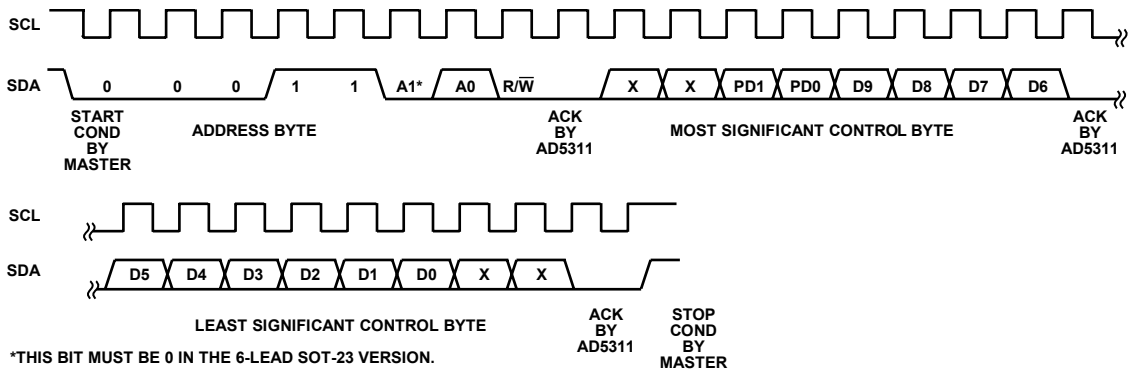 SCL
SDA
0 0 0 1 1 A1* A0 R/W̅ X X PD1 PD0 D9 D8 D7 D6
START
COND
BY
MASTER
ADDRESS BYTE
ACK
BY
AD5311
MOST SIGNIFICANT CONTROL BYTE
ACK
BY
AD5311
SCL
SDA
D5 D4 D3 D2 D1 D0 X X
LEAST SIGNIFICANT CONTROL BYTE
ACK
BY
AD5311
STOP
COND
BY
MASTER
*THIS BIT MUST BE 0 IN THE 6-LEAD SOT-23 VERSION.